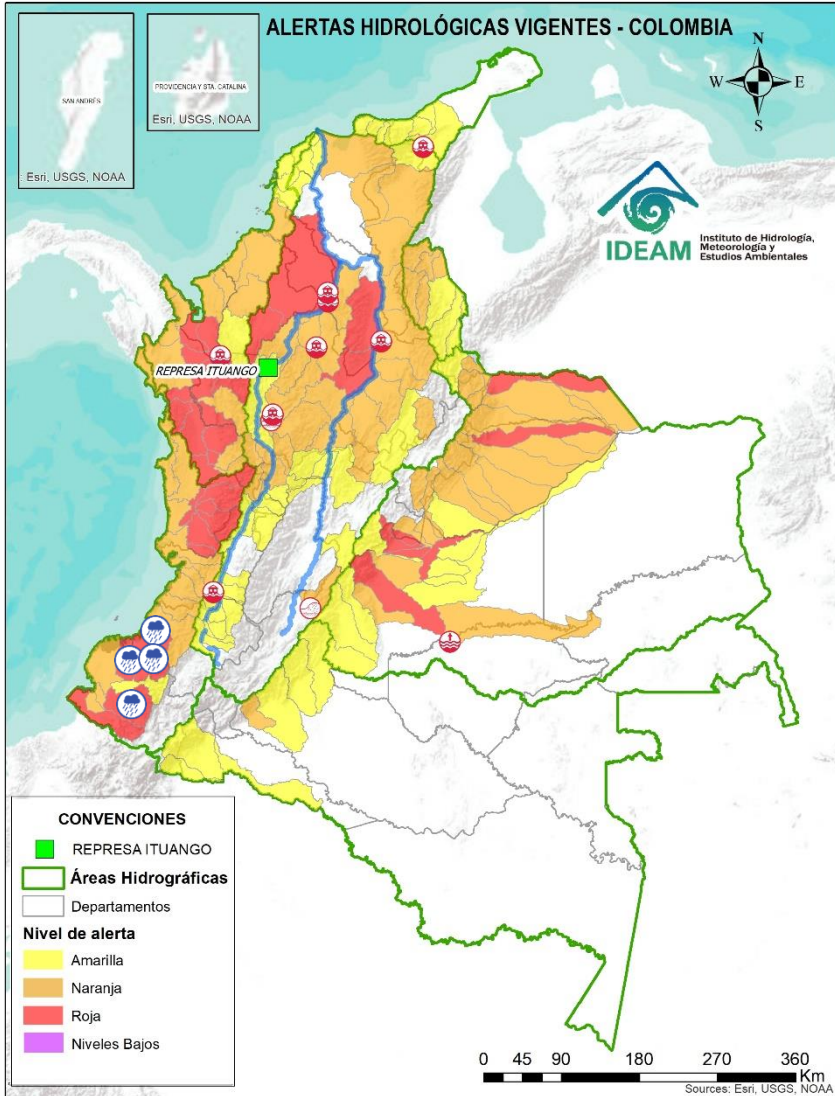 ALERTAS HIDROLÓGICAS VIGENTES - COLOMBIA
SAN ANDRÉS
Esri, USGS, NOAA
PROVIDENCIA Y STA. CATALINA
Esri, USGS, NOAA
N
W
E
S
IDEAM
Instituto de Hidrología,
Meteorología y
Estudios Ambientales
REPRESA ITUANGO
CONVENCIONES
REPRESA ITUANGO
Áreas Hidrográficas
Departamentos
Nivel de alerta
Amarilla
Naranja
Roja
Niveles Bajos
0 45 90 180 270 360
Km
Sources: Esri, USGS, NOAA